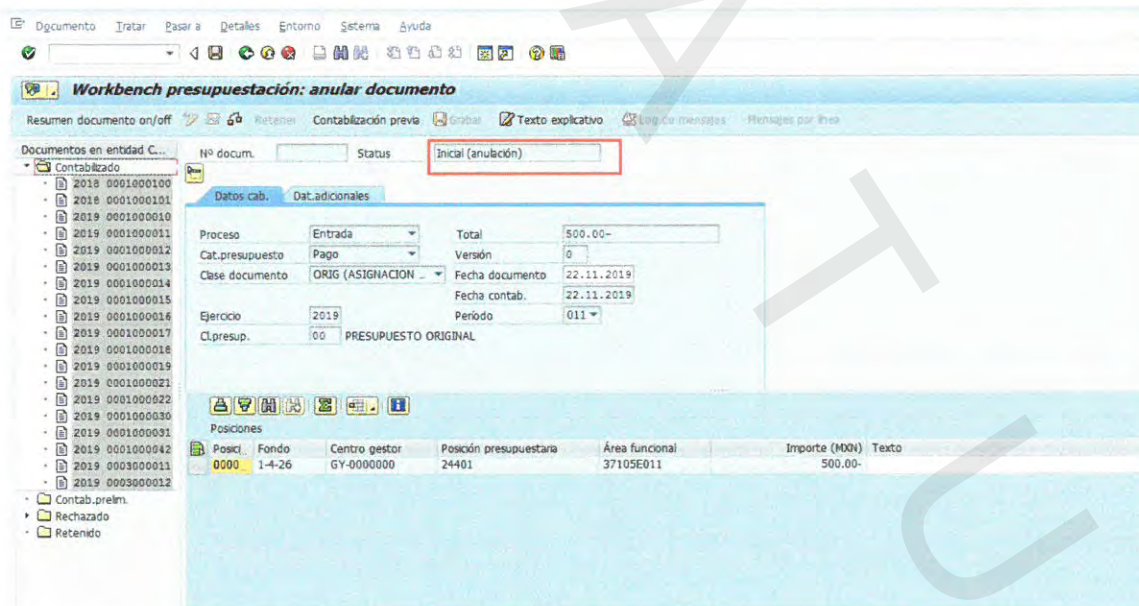 Documento Tratar Pasar a Detalles Entorno Sistema Ayuda
Workbench presupuestación: anular documento
Resumen documento on/off Retener Contabilización previa Grabar Texto explicativo Log de mensajes Mensajes por línea
Documentos en entidad C...
Contabilizado
2018 0001000100
2018 0001000101
2019 0001000010
2019 0001000011
2019 0001000012
2019 0001000013
2019 0001000014
2019 0001000015
2019 0001000016
2019 0001000017
2019 0001000018
2019 0001000019
2019 0001000021
2019 0001000022
2019 0001000030
2019 0001000031
2019 0001000042
2019 0003000011
2019 0003000012
Contab.prelim.
Rechazado
Retenido
Nº docum. Status Inicial (anulación)
Datos cab. Dat.adicionales
Proceso Entrada Total 500.00-
Cat.presupuesto Pago Versión 0
Clase documento ORIG (ASIGNACION .. Fecha documento 22.11.2019
Fecha contab. 22.11.2019
Ejercicio 2019 Período 011
Cl.presup. 00 PRESUPUESTO ORIGINAL
Posiciones
Posici.. Fondo Centro gestor Posición presupuestaria Área funcional Importe (MXN) Texto
0000 1-4-26 GY-0000000 24401 37105E011 500.00-
A
T
U